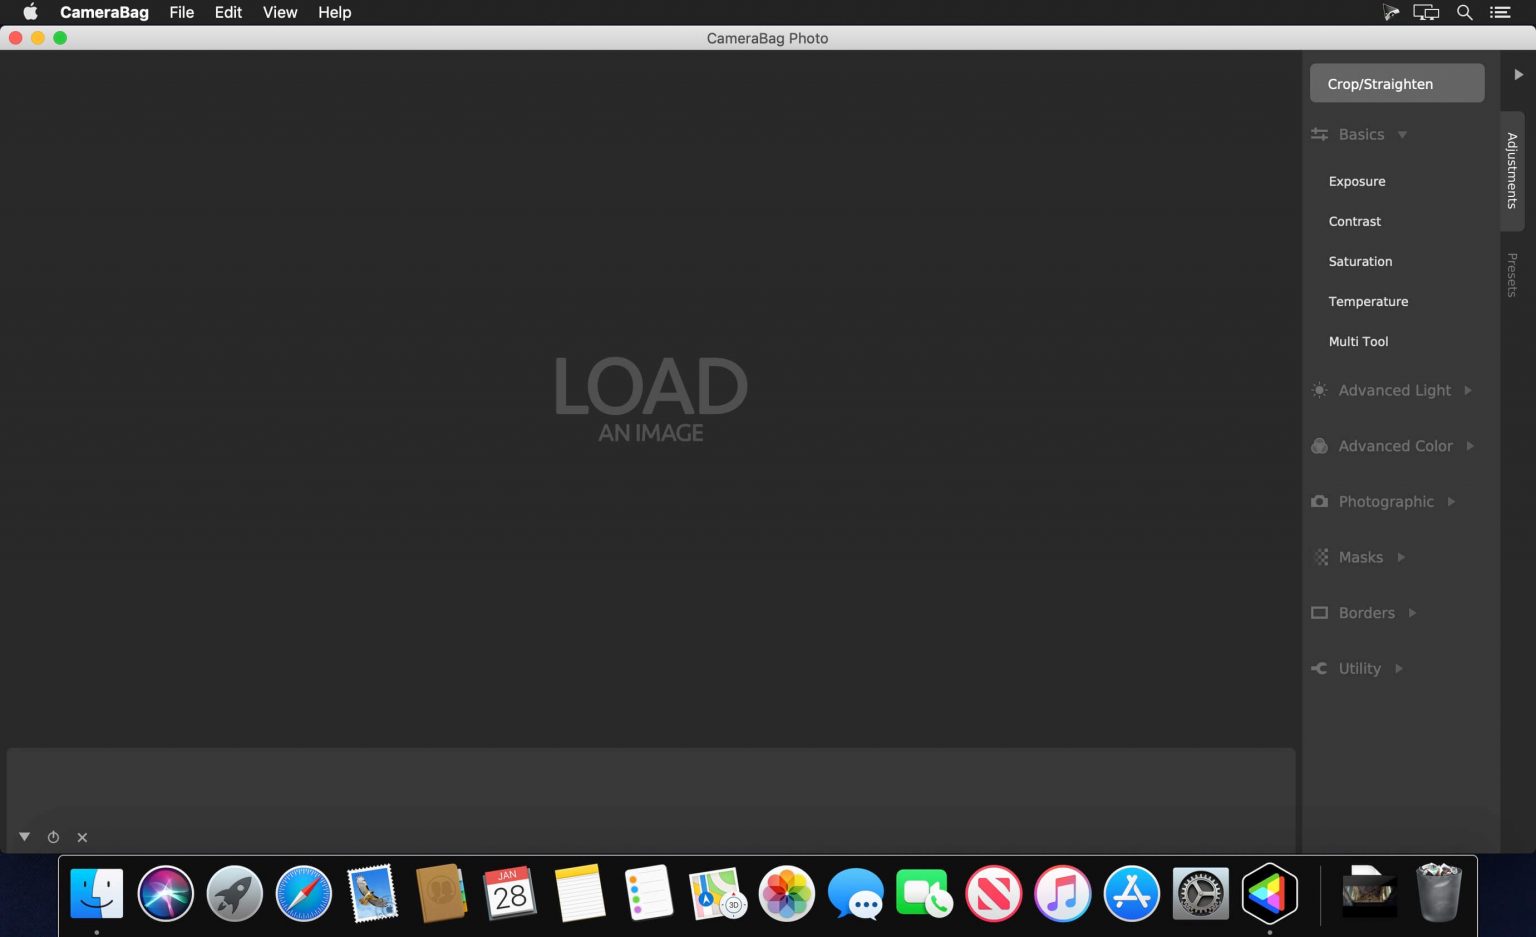 CameraBag File Edit View Help
CameraBag Photo
Crop/Straighten
Basics
Exposure
Contrast
Saturation
Temperature
Multi Tool
Advanced Light
Advanced Color
Photographic
Masks
Borders
Utility
Adjustments
Presets
LOAD
AN IMAGE
JAN
28
3D